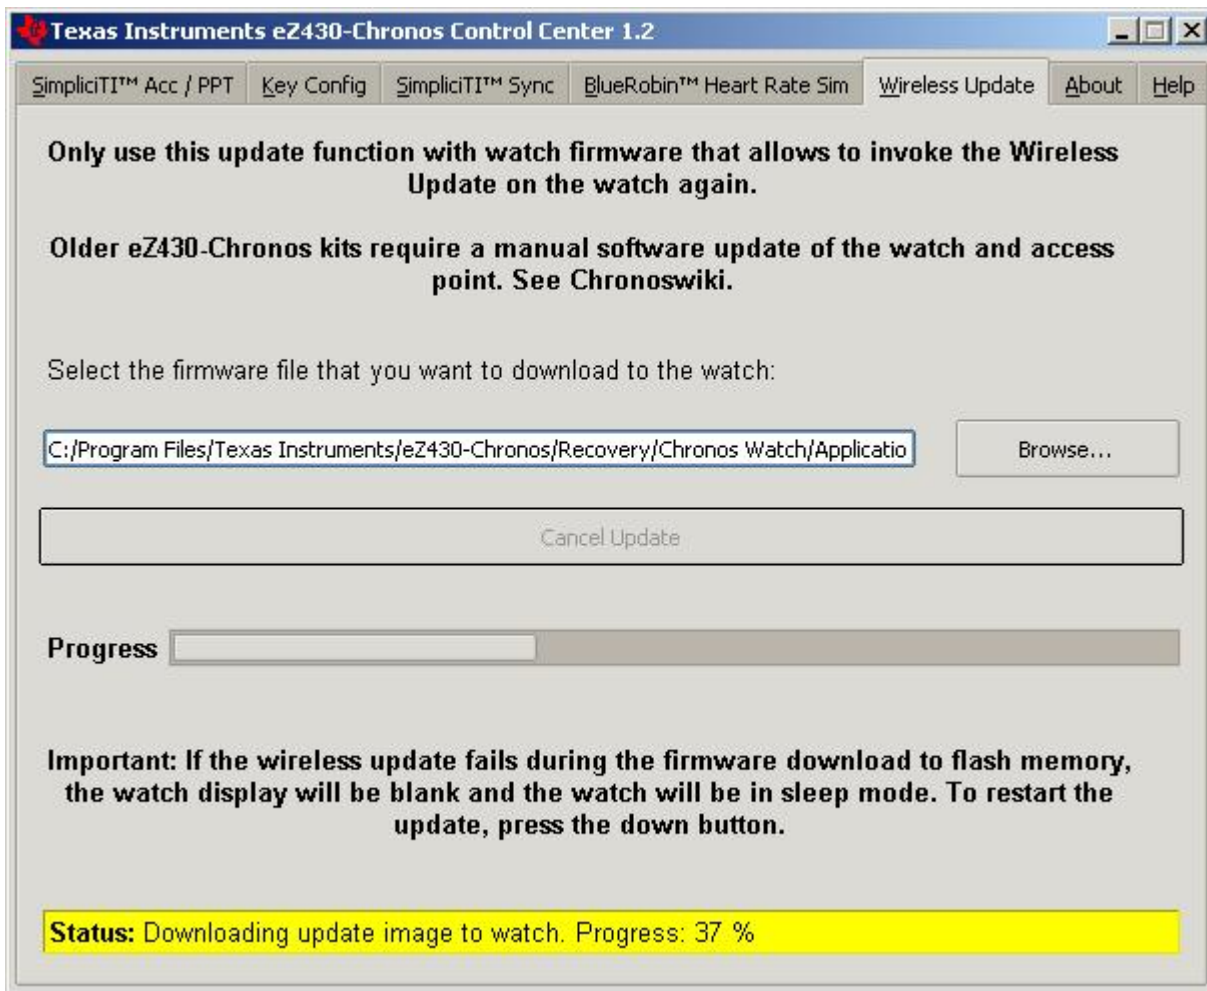 Texas Instruments eZ430-Chronos Control Center 1.2
SimpliciTI™ Acc / PPT Key Config SimpliciTI™ Sync BlueRobin™ Heart Rate Sim Wireless Update About Help
Only use this update function with watch firmware that allows to invoke the Wireless
Update on the watch again.
Older eZ430-Chronos kits require a manual software update of the watch and access
point. See Chronoswiki.
Select the firmware file that you want to download to the watch:
C:/Program Files/Texas Instruments/eZ430-Chronos/Recovery/Chronos Watch/Applicatio Browse...
Cancel Update
Progress
Important: If the wireless update fails during the firmware download to flash memory,
the watch display will be blank and the watch will be in sleep mode. To restart the
update, press the down button.
Status: Downloading update image to watch. Progress: 37 %